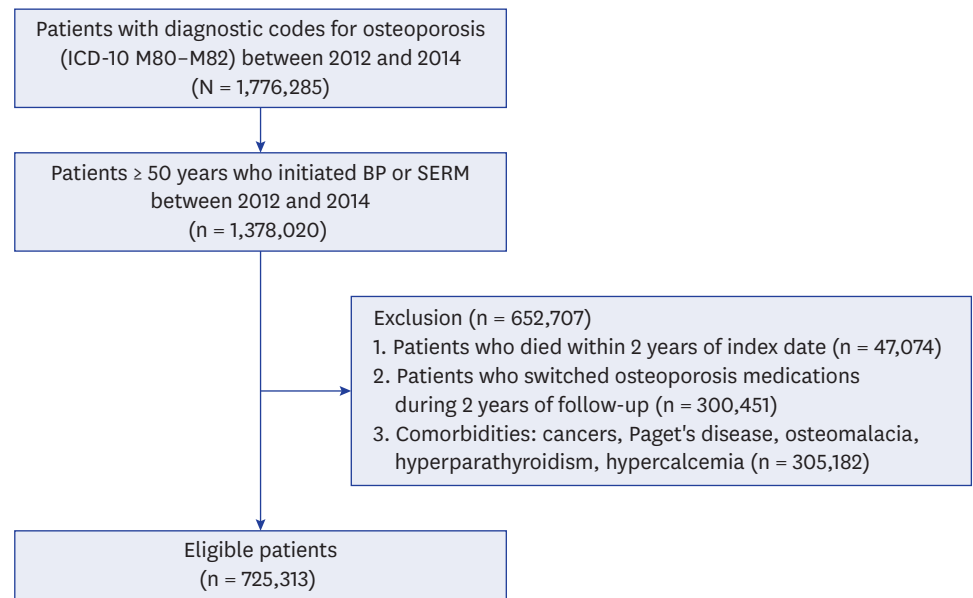 Patients with diagnostic codes for osteoporosis
(ICD-10 M80–M82) between 2012 and 2014
(N = 1,776,285)
Patients ≥ 50 years who initiated BP or SERM
between 2012 and 2014
(n = 1,378,020)
Exclusion (n = 652,707)
1. Patients who died within 2 years of index date (n = 47,074)
2. Patients who switched osteoporosis medications
during 2 years of follow-up (n = 300,451)
3. Comorbidities: cancers, Paget's disease, osteomalacia,
hyperparathyroidism, hypercalcemia (n = 305,182)
Eligible patients
(n = 725,313)